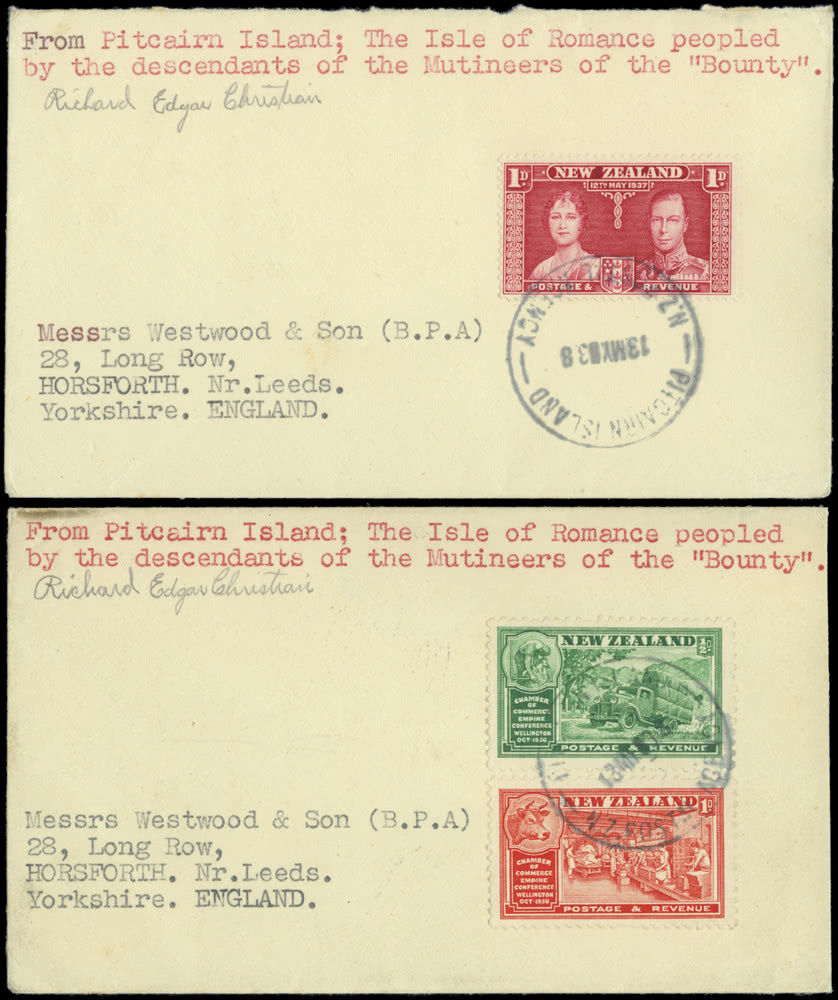 From Pitcairn Island; The Isle of Romance peopled
by the descendants of the Mutineers of the "Bounty".
Richard Edgar Christian
1D NEW ZEALAND 1D
12TH MAY 1937
POSTAGE & REVENUE
N.Z. POSTAL AGENCY
13MY38
PITCAIRN ISLAND
Messrs Westwood & Son (B.P.A)
28, Long Row,
HORSFORTH. Nr.Leeds.
Yorkshire. ENGLAND.
From Pitcairn Island; The Isle of Romance peopled
by the descendants of the Mutineers of the "Bounty".
Richard Edgar Christian
NEW ZEALAND ½D
CHAMBER
OF
COMMERCE
EMPIRE
CONFERENCE
WELLINGTON
OCT·1936
POSTAGE & REVENUE
13MY
NEW ZEALAND 1D
CHAMBER
OF
COMMERCE
EMPIRE
CONFERENCE
WELLINGTON
OCT·1936
POSTAGE & REVENUE
Messrs Westwood & Son (B.P.A)
28, Long Row,
HORSFORTH. Nr.Leeds.
Yorkshire. ENGLAND.